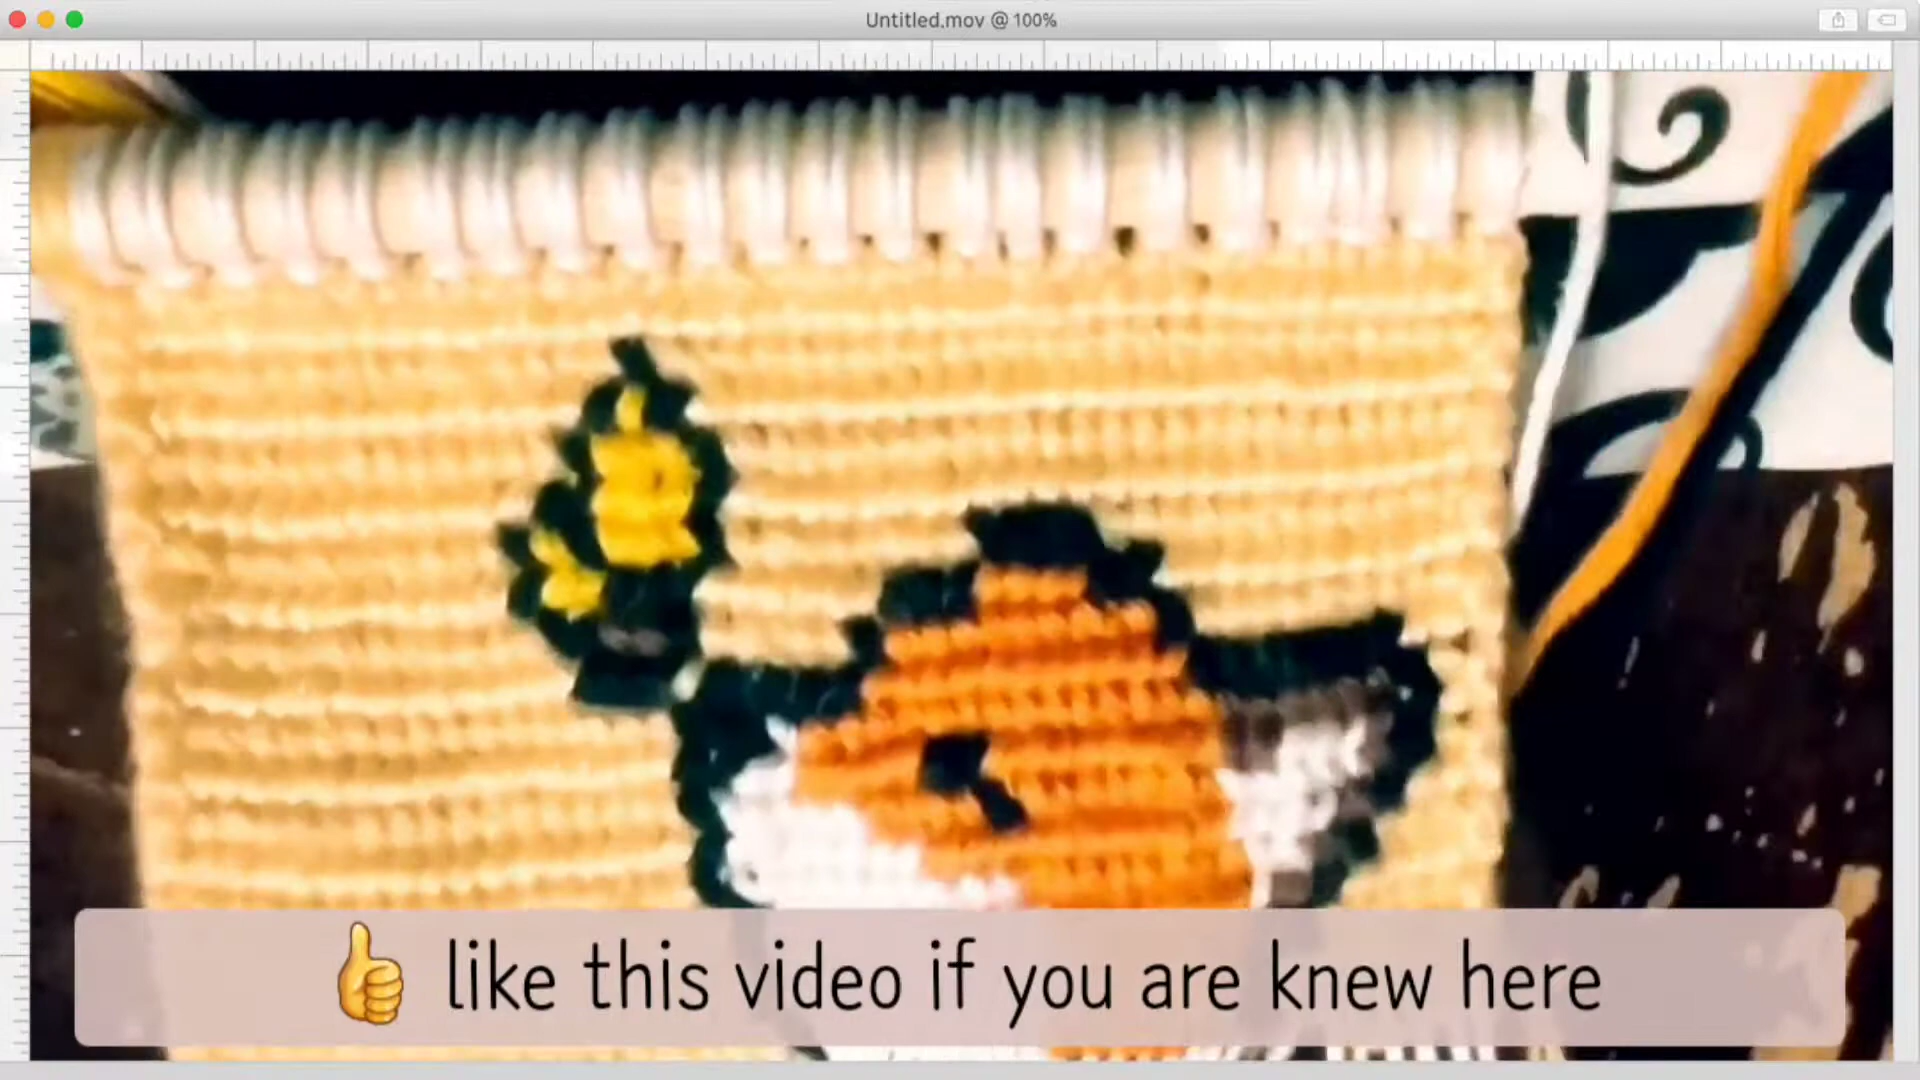 Untitled.mov @ 100%
👍 like this video if you are knew here